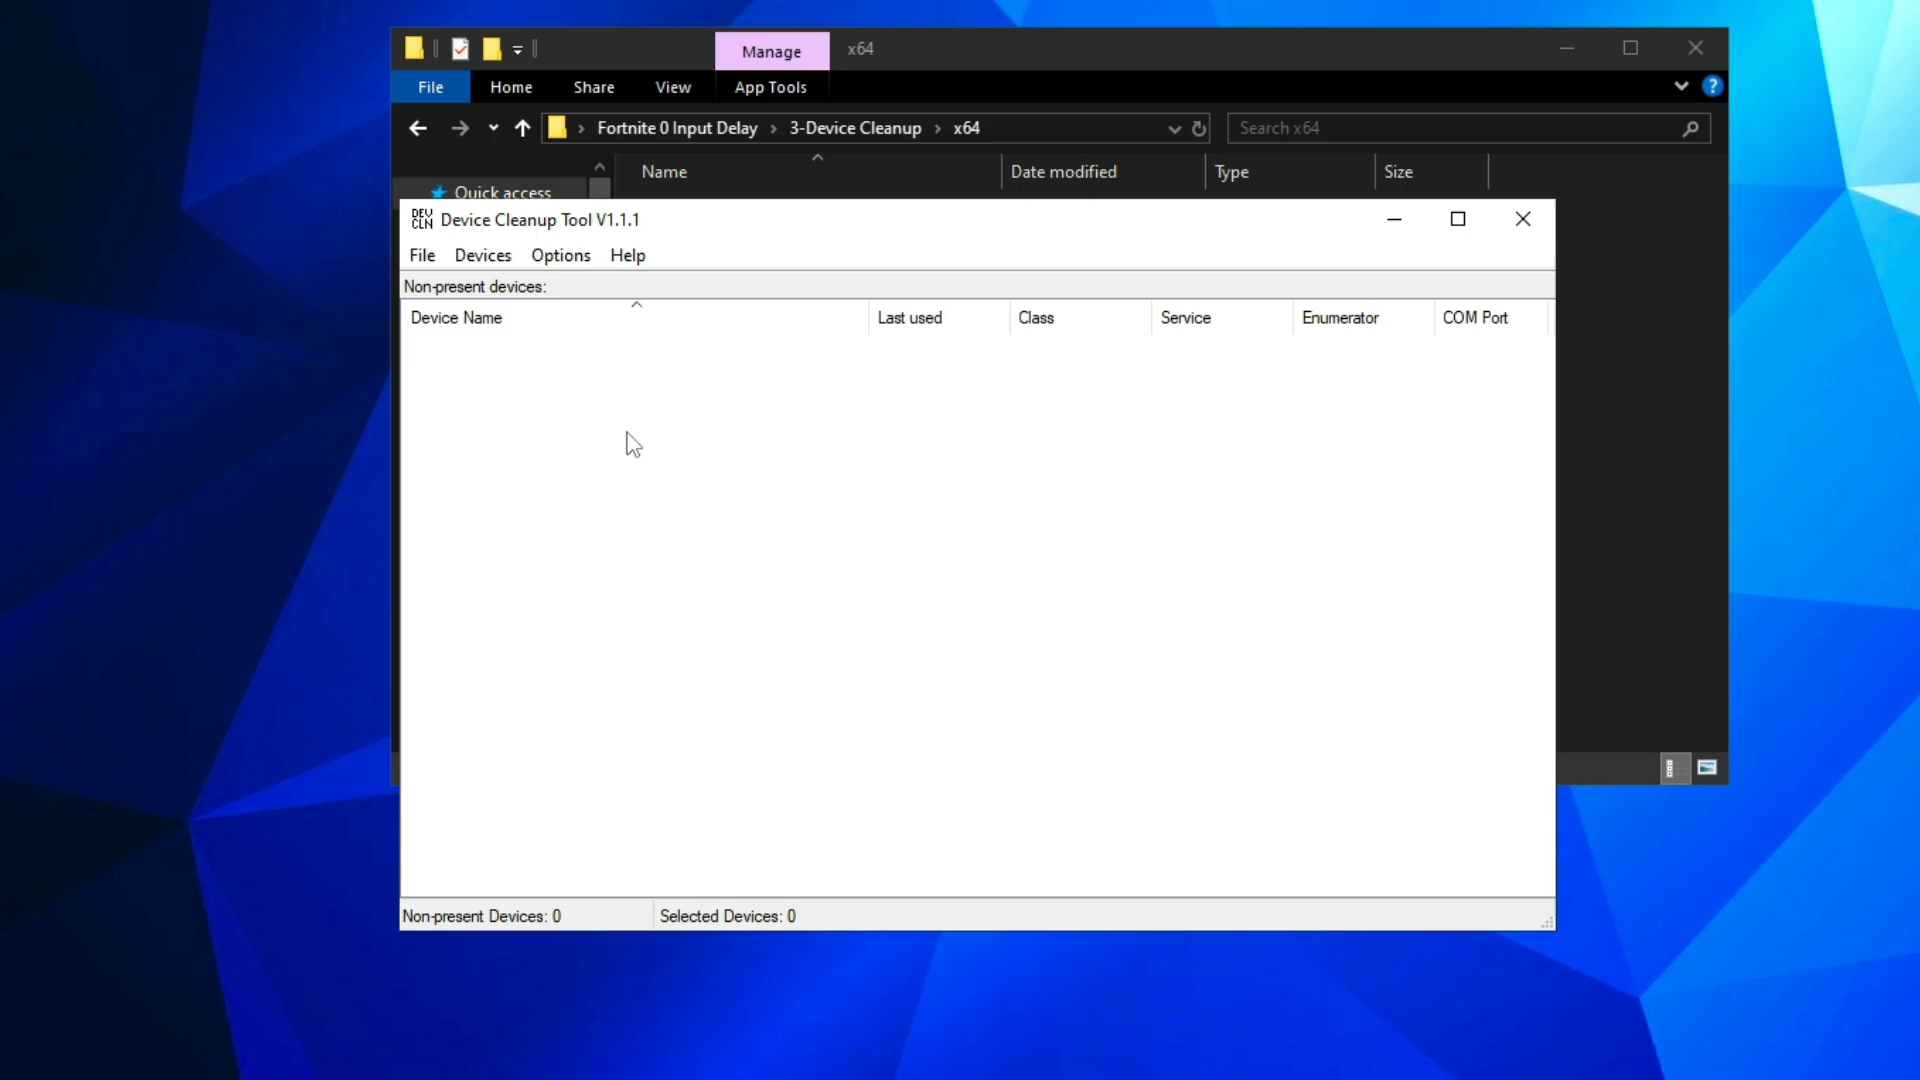 Manage
x64
File
Home
Share
View
App Tools
?
Fortnite 0 Input Delay
3-Device Cleanup
x64
Search x64
Name
Date modified
Type
Size
Quick access
DEV
CLN
Device Cleanup Tool V1.1.1
File
Devices
Options
Help
Non-present devices:
Device Name
Last used
Class
Service
Enumerator
COM Port
Non-present Devices: 0
Selected Devices: 0